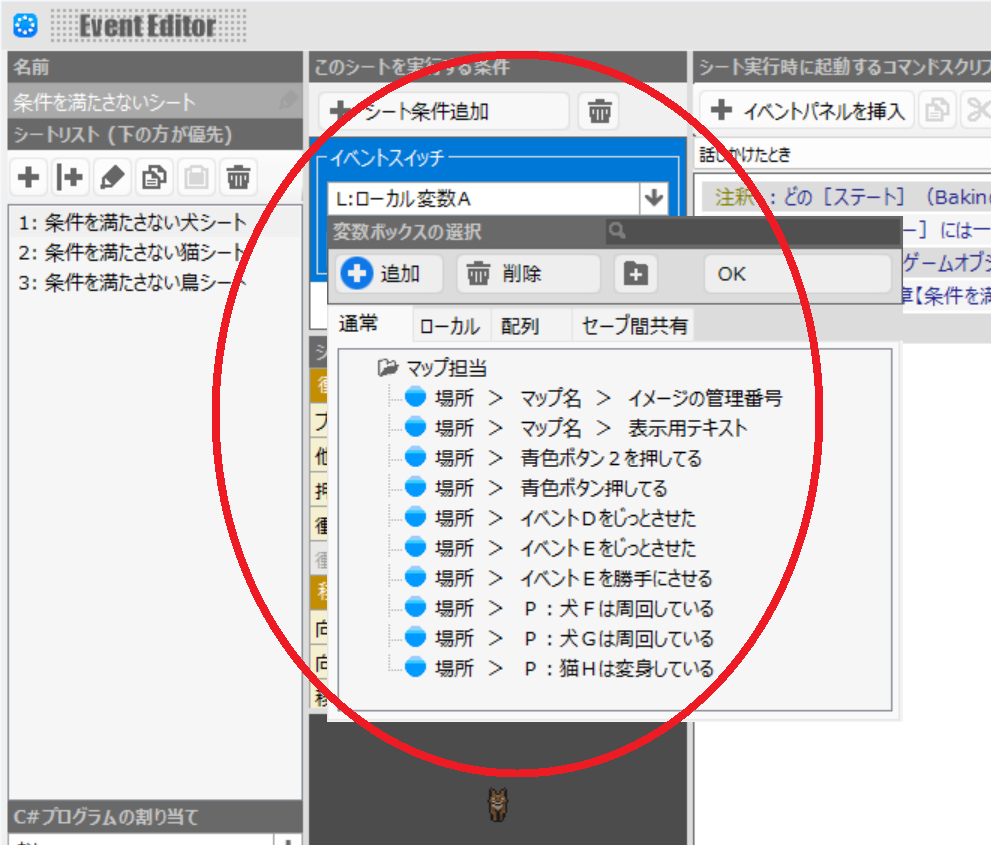 Event Editor
名前
このシートを実行する条件
シート実行時に起動するコマンドスクリプ
条件を満たさないシート
シート条件追加
イベントパネルを挿入
シートリスト (下の方が優先)
イベントスイッチ
話しかけたとき
L:ローカル変数A
注釈 : どの［ステート］（Bakin
変数ボックスの選択
ー］には一
1: 条件を満たさない犬シート
2: 条件を満たさない猫シート
3: 条件を満たさない鳥シート
追加
削除
OK
ゲームオブジ
章【条件を満
通常
ローカル
配列
セーブ間共有
マップ担当
場所 ＞ マップ名 ＞ イメージの管理番号
場所 ＞ マップ名 ＞ 表示用テキスト
場所 ＞ 青色ボタン２を押してる
場所 ＞ 青色ボタン押してる
場所 ＞ イベントDをじっとさせた
場所 ＞ イベントEをじっとさせた
場所 ＞ イベントEを勝手にさせる
場所 ＞ P：犬Fは周回している
場所 ＞ P：犬Gは周回している
場所 ＞ P：猫Hは変身している
C#プログラムの割り当て